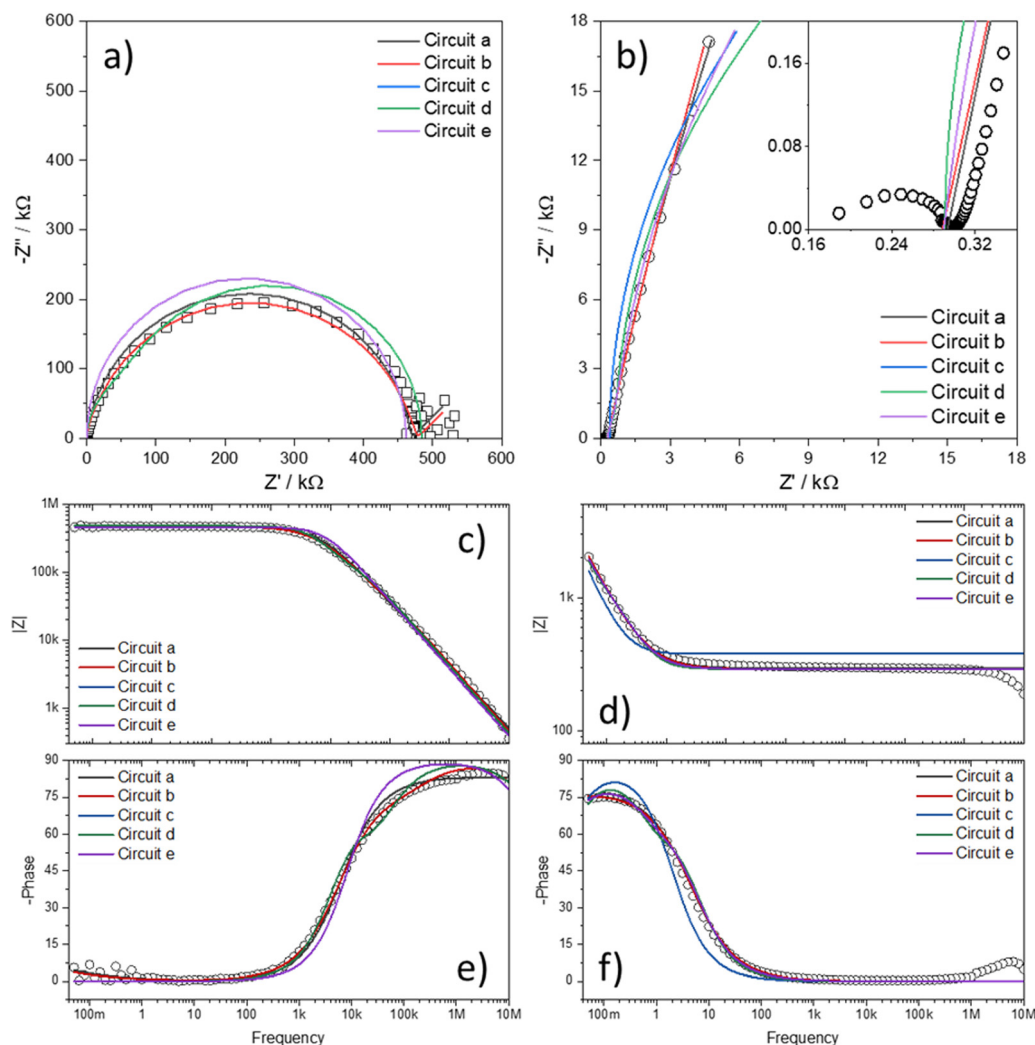 a)
600
500
400
300
200
100
0
-Z'' / kΩ
Circuit a
Circuit b
Circuit c
Circuit d
Circuit e
0 100 200 300 400 500 600
Z' / kΩ
b)
18
15
12
9
6
3
0
-Z'' / kΩ
0.16
0.08
0.00
0.16 0.24 0.32
Circuit a
Circuit b
Circuit c
Circuit d
Circuit e
0 3 6 9 12 15 18
Z' / kΩ
c)
1M
100k
10k
1k
|Z|
Circuit a
Circuit b
Circuit c
Circuit d
Circuit e
d)
1k
100
|Z|
Circuit a
Circuit b
Circuit c
Circuit d
Circuit e
e)
90
75
60
45
30
15
0
-Phase
Circuit a
Circuit b
Circuit c
Circuit d
Circuit e
100m 1 10 100 1k 10k 100k 1M 10M
Frequency
f)
90
75
60
45
30
15
0
-Phase
Circuit a
Circuit b
Circuit c
Circuit d
Circuit e
100m 1 10 100 1k 10k 100k 1M 10M
Frequency